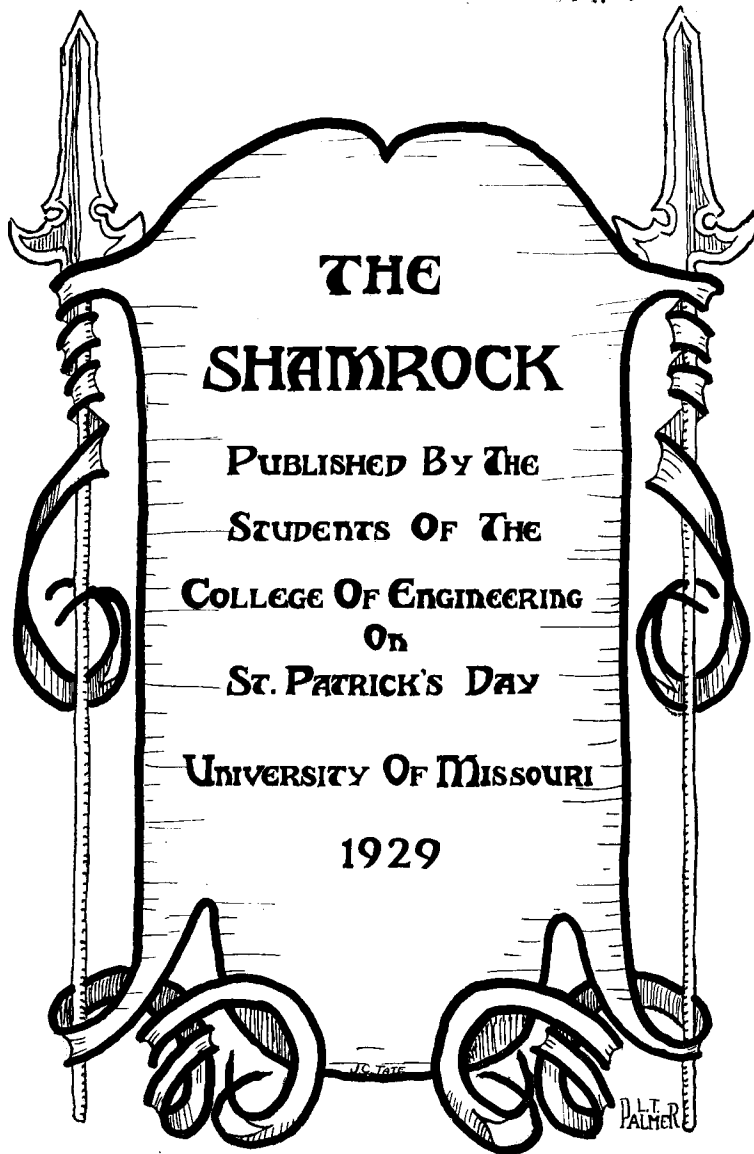 THE
SHAMROCK
PUBLISHED BY THE
STUDENTS OF THE
COLLEGE OF ENGINEERING
ON
ST. PATRICK'S DAY
UNIVERSITY OF MISSOURI
1929
J.C. TATE
L.T.
PALMER